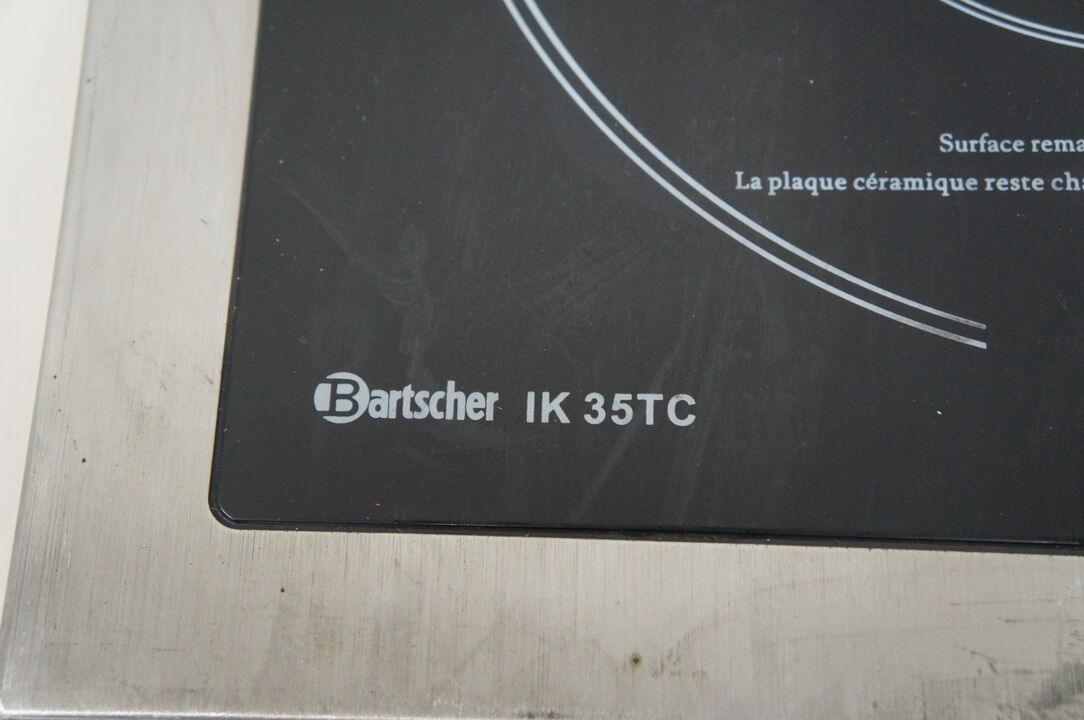 Surface
La plaque céramique reste
Bartscher IK 35TC